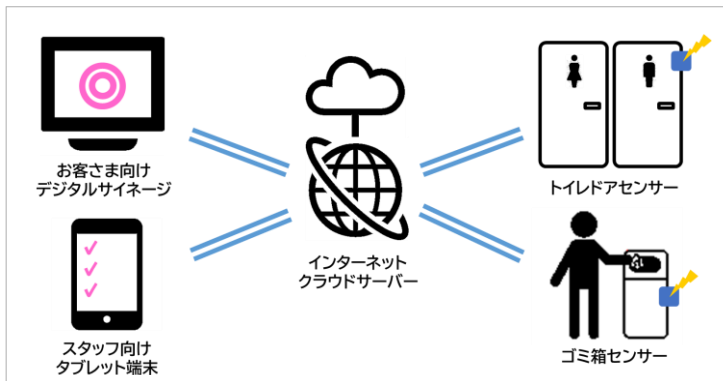 お客さま向け
デジタルサイネージ
トイレドアセンサー
インターネット
クラウドサーバー
スタッフ向け
タブレット端末
ゴミ箱センサー